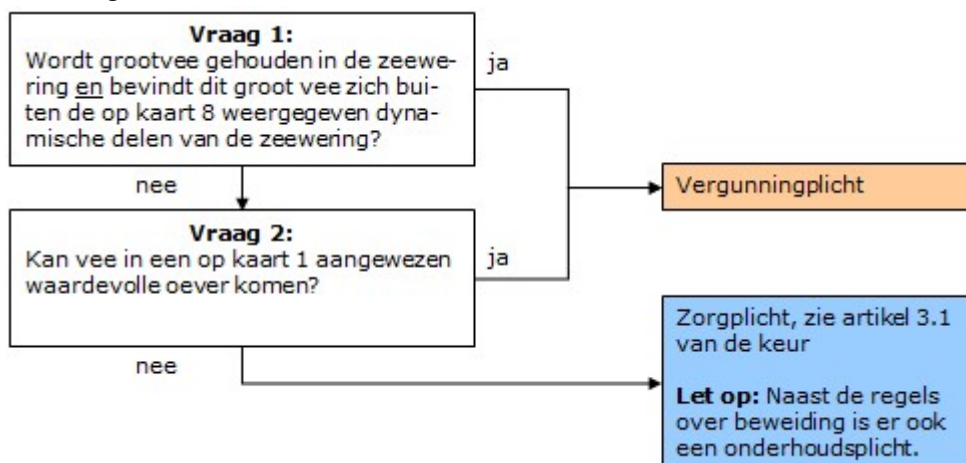 Vraag 1:
Wordt grootvee gehouden in de zeewe-
ring en bevindt dit groot vee zich bui-
ten de op kaart 8 weergegeven dyna-
mische delen van de zeewering?
ja
nee
Vergunningplicht
Vraag 2:
Kan vee in een op kaart 1 aangewezen
waardevolle oever komen?
ja
nee
Zorgplicht, zie artikel 3.1
van de keur
Let op: Naast de regels
over beweiding is er ook
een onderhoudsplicht.